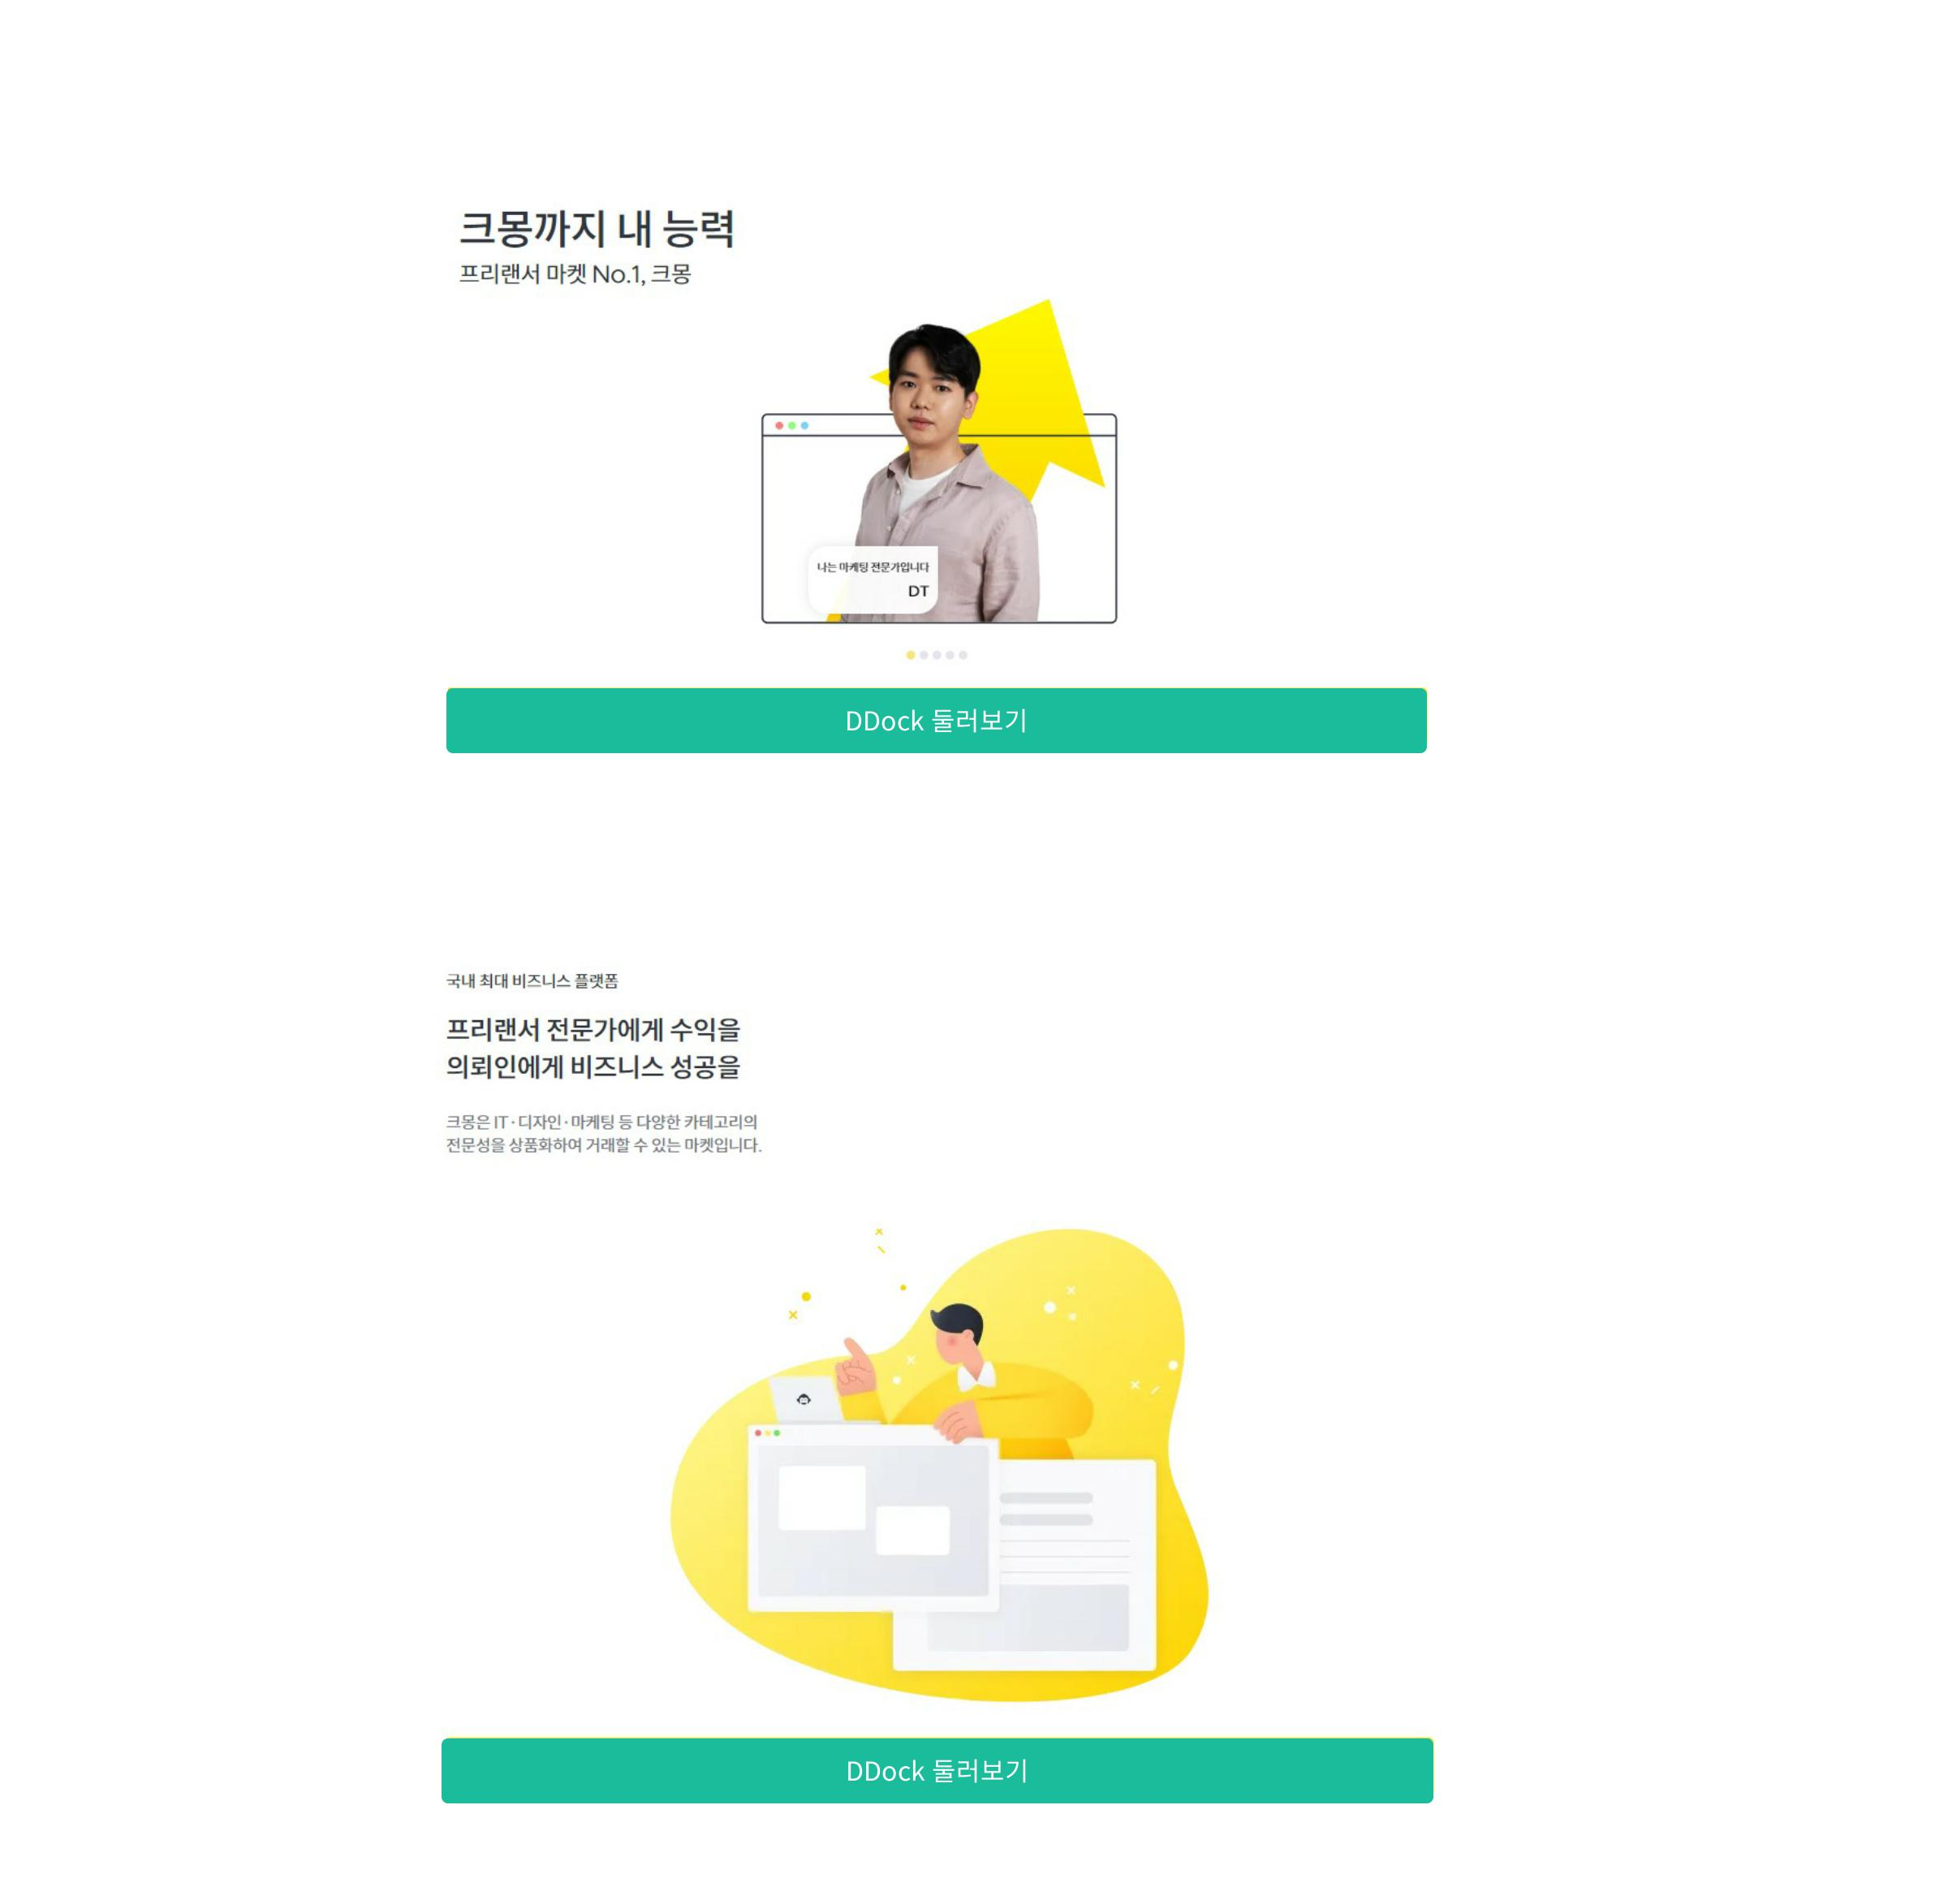 크몽까지 내 능력
프리랜서 마켓 No.1, 크몽
나는 마케팅 전문가입니다
DT
DDock 둘러보기
국내 최대 비즈니스 플랫폼
프리랜서 전문가에게 수익을
의뢰인에게 비즈니스 성공을
크몽은 IT·디자인·마케팅 등 다양한 카테고리의
전문성을 상품화하여 거래할 수 있는 마켓입니다.
DDock 둘러보기